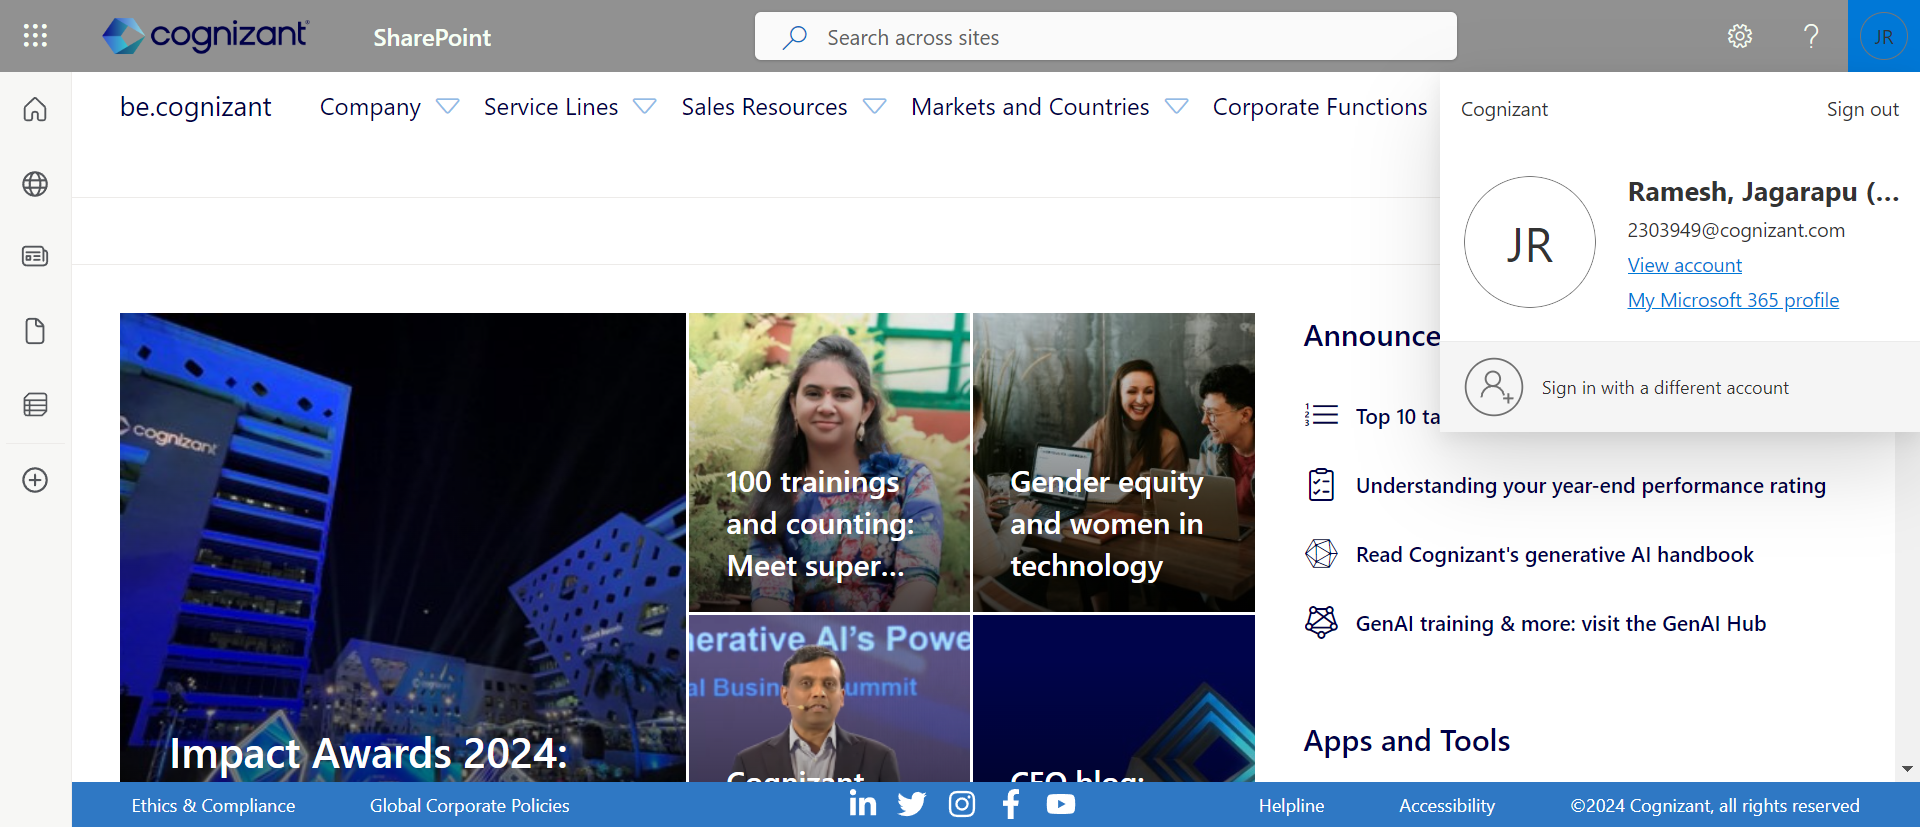 cognizant
SharePoint
Search across sites
JR
be.cognizant
Company
Service Lines
Sales Resources
Markets and Countries
Corporate Functions
Cognizant
Sign out
JR
Ramesh, Jagarapu (...
2303949@cognizant.com
View account
My Microsoft 365 profile
Sign in with a different account
cognizant
Impact Awards 2024:
100 trainings
and counting:
Meet super...
Gender equity
and women in
technology
nerative AI's Powe
al Busin ummit
Cognizant
CEO blog:
Announce
Top 10 ta
Understanding your year-end performance rating
Read Cognizant's generative AI handbook
GenAI training & more: visit the GenAI Hub
Apps and Tools
Ethics & Compliance
Global Corporate Policies
Helpline
Accessibility
©2024 Cognizant, all rights reserved